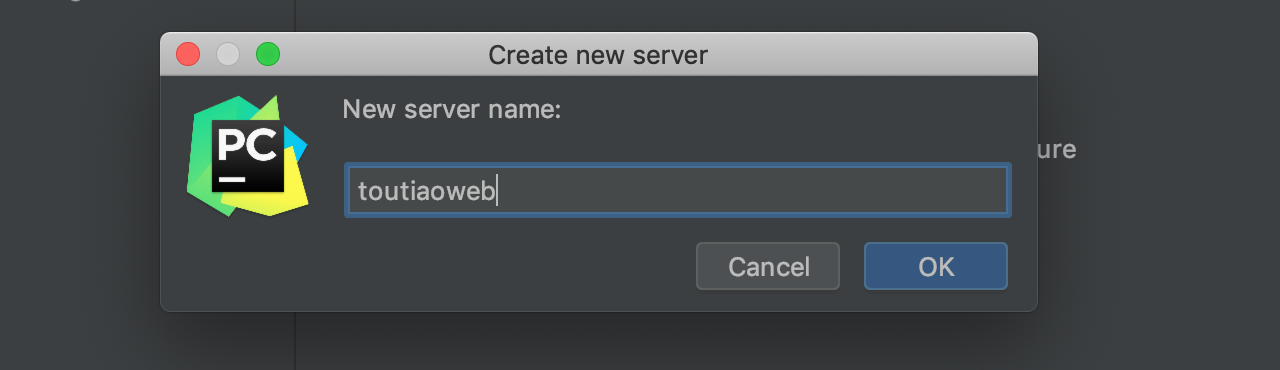 Create new server
New server name:
PC
ure
toutiaoweb
Cancel
OK